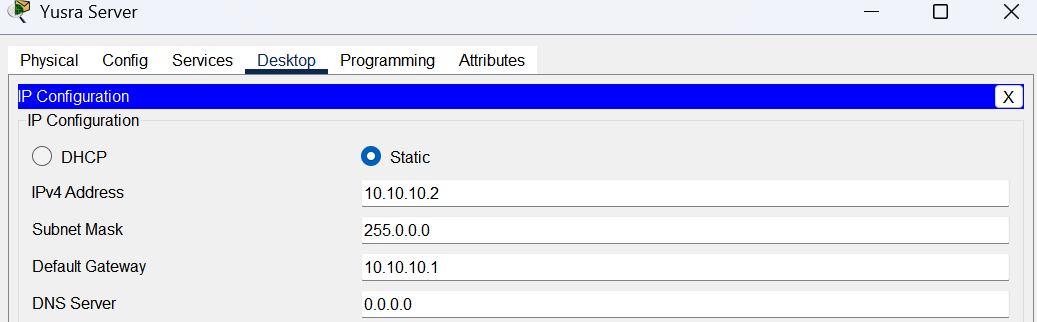 Yusra Server
Physical Config Services Desktop Programming Attributes
IP Configuration X
IP Configuration
DHCP Static
IPv4 Address 10.10.10.2
Subnet Mask 255.0.0.0
Default Gateway 10.10.10.1
DNS Server 0.0.0.0